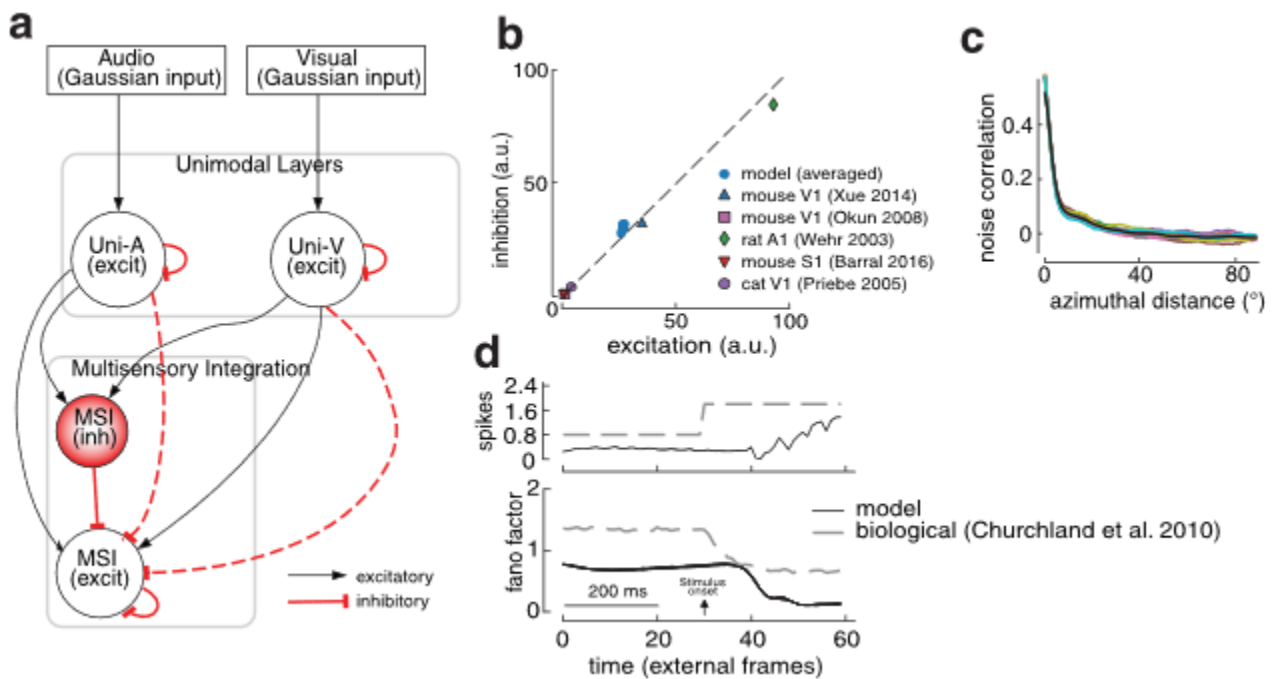 a
Audio
(Gaussian input)
Visual
(Gaussian input)
Unimodal Layers
Uni-A
(excit)
Uni-V
(excit)
Multisensory Integration
MSI
(inh)
MSI
(excit)
excitatory
inhibitory
b
100
50
0
50
100
inhibition (a.u.)
excitation (a.u.)
model (averaged)
mouse V1 (Xue 2014)
mouse V1 (Okun 2008)
rat A1 (Wehr 2003)
mouse S1 (Barral 2016)
cat V1 (Priebe 2005)
c
noise correlation
0.4
0.2
0
0
40
80
azimuthal distance (°)
d
spikes
2.4
1.6
0.8
0
fano factor
2
1
0
200 ms
Stimulus
onset
0
20
40
60
time (external frames)
model
biological (Churchland et al. 2010)